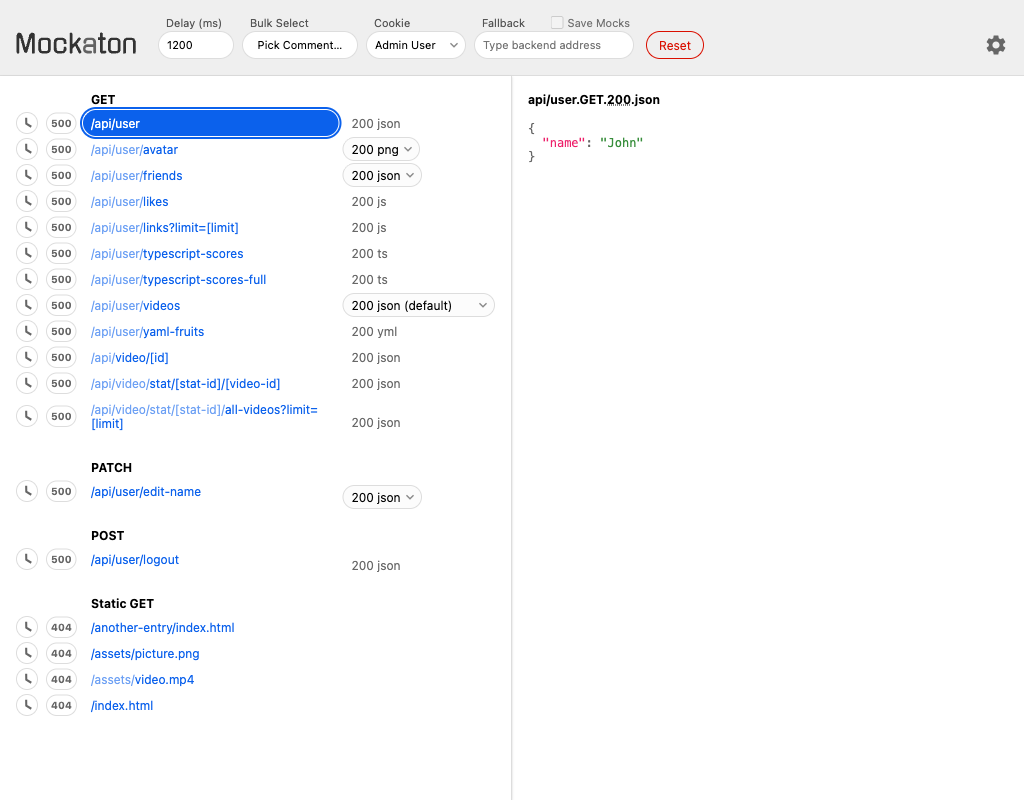 Mockaton
Delay (ms)
1200
Bulk Select
Pick Comment...
Cookie
Admin User
Fallback
Save Mocks
Type backend address
Reset
GET
500 /api/user 200 json
500 /api/user/avatar 200 png
500 /api/user/friends 200 json
500 /api/user/likes 200 js
500 /api/user/links?limit=[limit] 200 js
500 /api/user/typescript-scores 200 ts
500 /api/user/typescript-scores-full 200 ts
500 /api/user/videos 200 json (default)
500 /api/user/yaml-fruits 200 yml
500 /api/video/[id] 200 json
500 /api/video/stat/[stat-id]/[video-id] 200 json
500 /api/video/stat/[stat-id]/all-videos?limit=
[limit] 200 json
PATCH
500 /api/user/edit-name 200 json
POST
500 /api/user/logout 200 json
Static GET
404 /another-entry/index.html
404 /assets/picture.png
404 /assets/video.mp4
404 /index.html
api/user.GET.200.json
{
"name": "John"
}